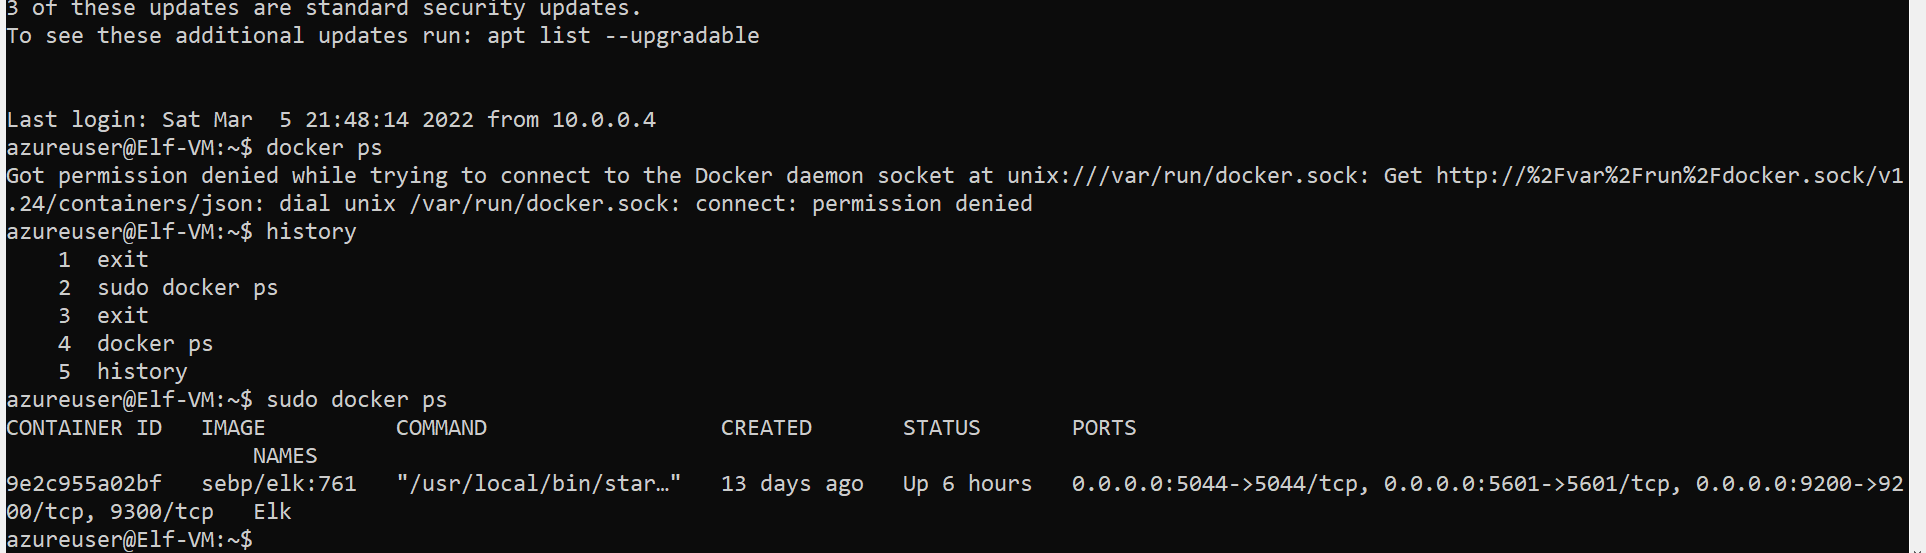 3 of these updates are standard security updates.
To see these additional updates run: apt list --upgradable
Last login: Sat Mar  5 21:48:14 2022 from 10.0.0.4
azureuser@Elf-VM:~$ docker ps
Got permission denied while trying to connect to the Docker daemon socket at unix:///var/run/docker.sock: Get http://%2Fvar%2Frun%2Fdocker.sock/v1
.24/containers/json: dial unix /var/run/docker.sock: connect: permission denied
azureuser@Elf-VM:~$ history
    1  exit
    2  sudo docker ps
    3  exit
    4  docker ps
    5  history
azureuser@Elf-VM:~$ sudo docker ps
CONTAINER ID   IMAGE          COMMAND                  CREATED       STATUS       PORTS
                   NAMES
9e2c955a02bf   sebp/elk:761   "/usr/local/bin/star…"   13 days ago   Up 6 hours   0.0.0.0:5044->5044/tcp, 0.0.0.0:5601->5601/tcp, 0.0.0.0:9200->92
00/tcp, 9300/tcp   Elk
azureuser@Elf-VM:~$